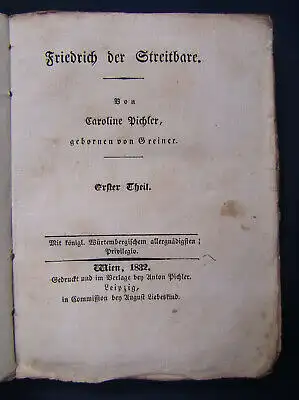 Friedrich der Streitbare.
Von
Caroline Pichler,
gebornen von Greiner.
Erster Theil.
Mit königl. Würtembergischem allergnädigsten
Privilegio.
Wien, 1832.
Gedruckt und im Verlage bey Anton Pichler.
Leipzig,
in Commission bey August Liebeskind.